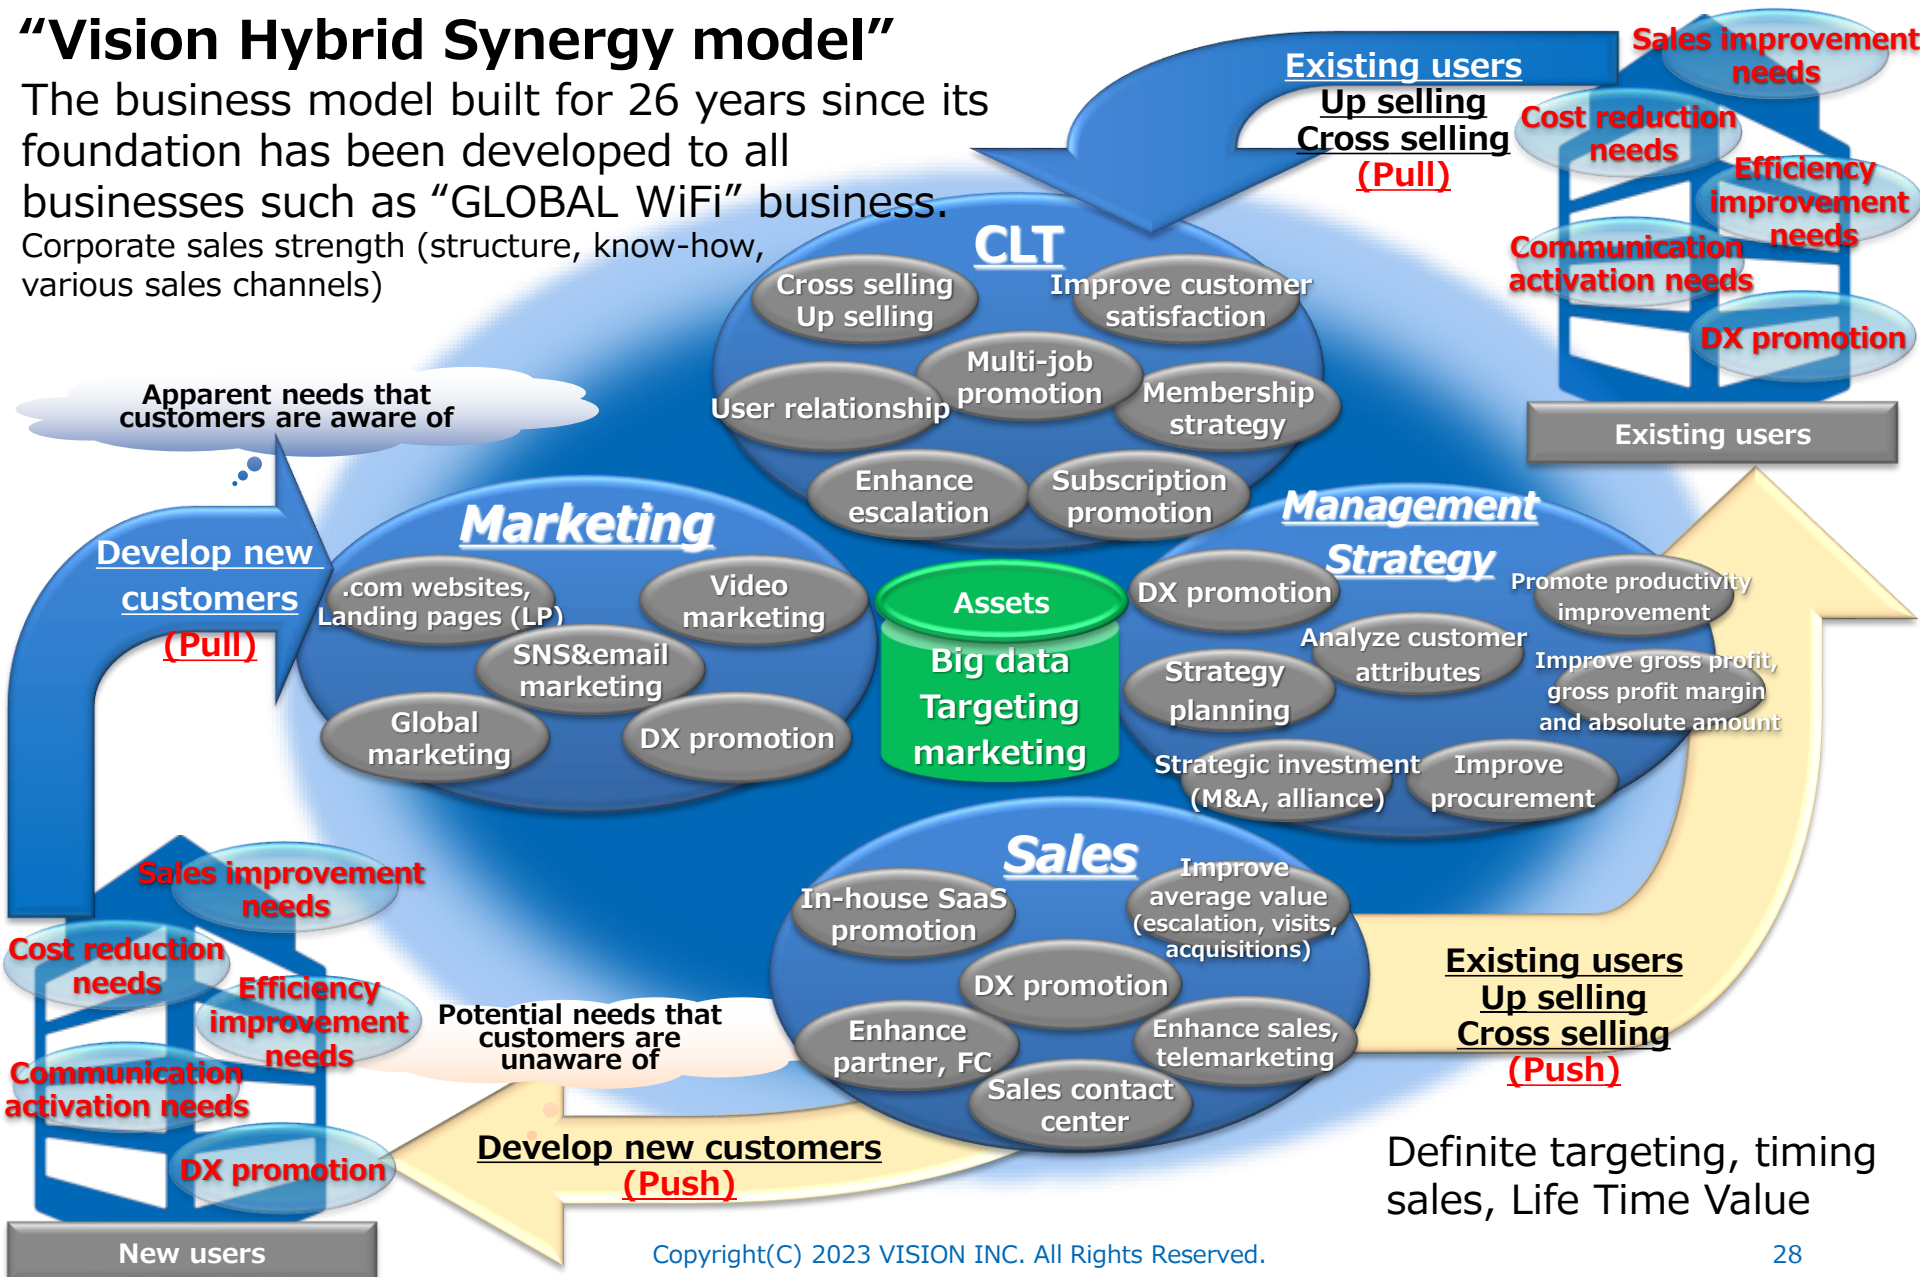 “Vision Hybrid Synergy model”
The business model built for 26 years since its
foundation has been developed to all
businesses such as “GLOBAL WiFi” business.
Corporate sales strength (structure, know-how,
various sales channels)
Existing users
Up selling
Cross selling
(Pull)
Sales improvement
needs
Cost reduction
needs
Efficiency
improvement
needs
Communication
activation needs
DX promotion
Existing users
CLT
Cross selling
Up selling
Improve customer
satisfaction
Multi-job
promotion
User relationship
Membership
strategy
Enhance
escalation
Subscription
promotion
Apparent needs that
customers are aware of
Develop new
customers
(Pull)
Marketing
.com websites,
Landing pages (LP)
Video
marketing
SNS&email
marketing
Global
marketing
DX promotion
Assets
Big data
Targeting
marketing
Management
Strategy
DX promotion
Promote productivity
improvement
Analyze customer
attributes
Strategy
planning
Improve gross profit,
gross profit margin
and absolute amount
Strategic investment
(M&A, alliance)
Improve
procurement
Sales
In-house SaaS
promotion
Improve
average value
(escalation, visits,
acquisitions)
DX promotion
Enhance
partner, FC
Enhance sales,
telemarketing
Sales contact
center
Existing users
Up selling
Cross selling
(Push)
Sales improvement
needs
Cost reduction
needs
Efficiency
improvement
needs
Communication
activation needs
DX promotion
New users
Potential needs that
customers are
unaware of
Develop new customers
(Push)
Definite targeting, timing
sales, Life Time Value
Copyright(C) 2023 VISION INC. All Rights Reserved.
28